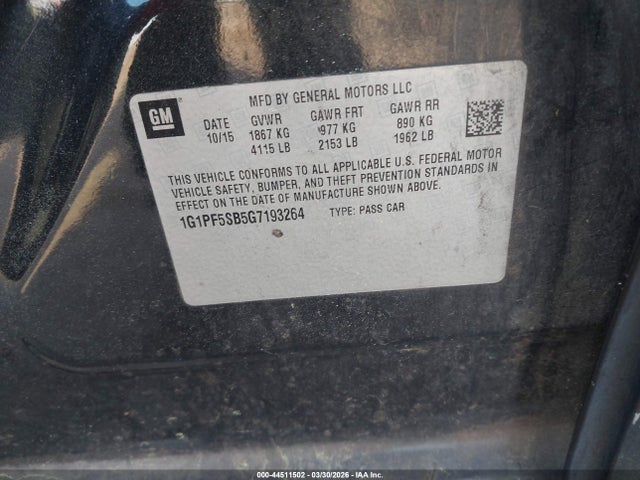 MFD BY GENERAL MOTORS LLC
GM
DATE GVWR GAWR FRT GAWR RR
10/15 1867 KG 977 KG 890 KG
4115 LB 2153 LB 1962 LB
THIS VEHICLE CONFORMS TO ALL APPLICABLE U.S. FEDERAL MOTOR
VEHICLE SAFETY, BUMPER, AND THEFT PREVENTION STANDARDS IN
EFFECT ON THE DATE OF MANUFACTURE SHOWN ABOVE.
1G1PF5SB5G7193264 TYPE: PASS CAR
000-44511502 - 03/30/2026 - IAA Inc.